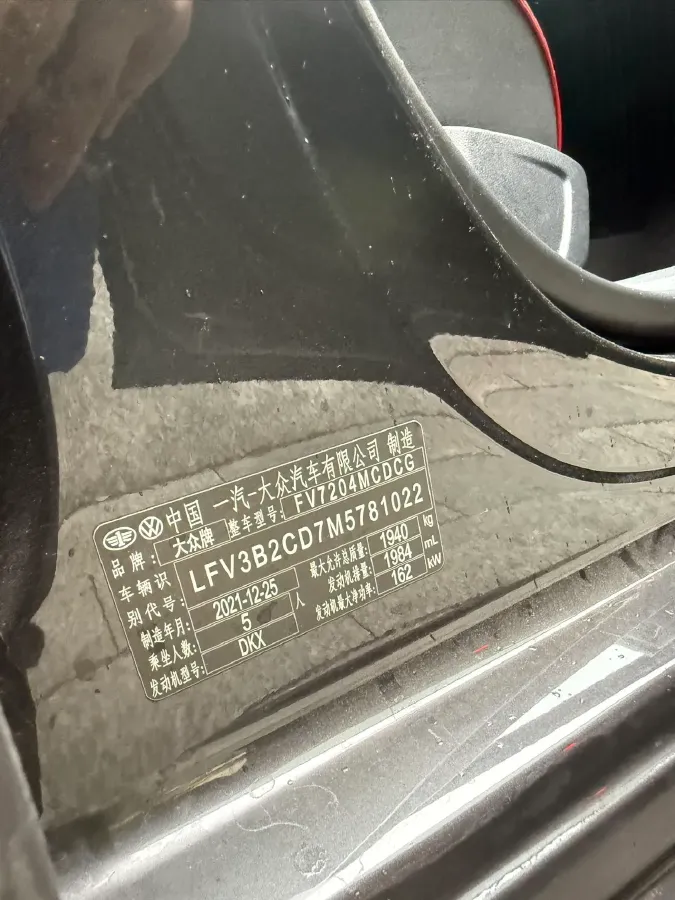 中国 一汽-大众汽车有限公司 制造
品牌: 大众牌 整车型号: FV7204MCDCG
车辆识别代号: LFV3B2CD7M5781022
制造年月: 2021-12-25 最大允许总质量: 1940 kg
乘坐人数: 5 人 发动机排量: 1984 mL
发动机型号: DKX 发动机最大净功率: 162 kW